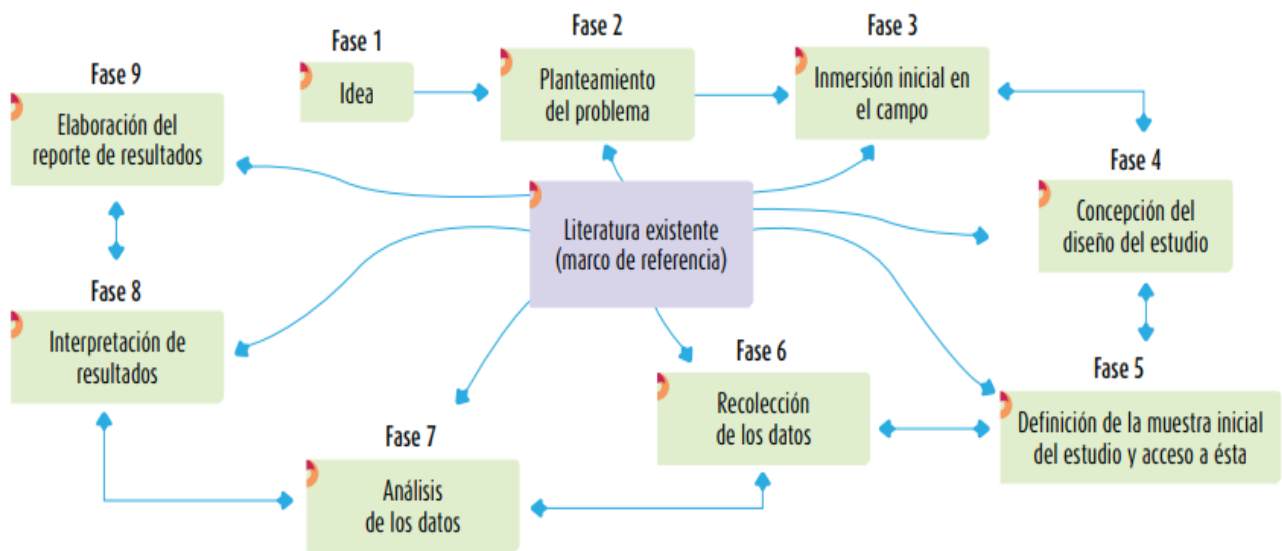 Fase 1
Idea
Fase 2
Planteamiento
del problema
Fase 3
Inmersión inicial en
el campo
Fase 4
Concepción del
diseño del estudio
Fase 5
Definición de la muestra inicial
del estudio y acceso a ésta
Fase 6
Recolección
de los datos
Fase 7
Análisis
de los datos
Fase 8
Interpretación de
resultados
Fase 9
Elaboración del
reporte de resultados
Literatura existente
(marco de referencia)